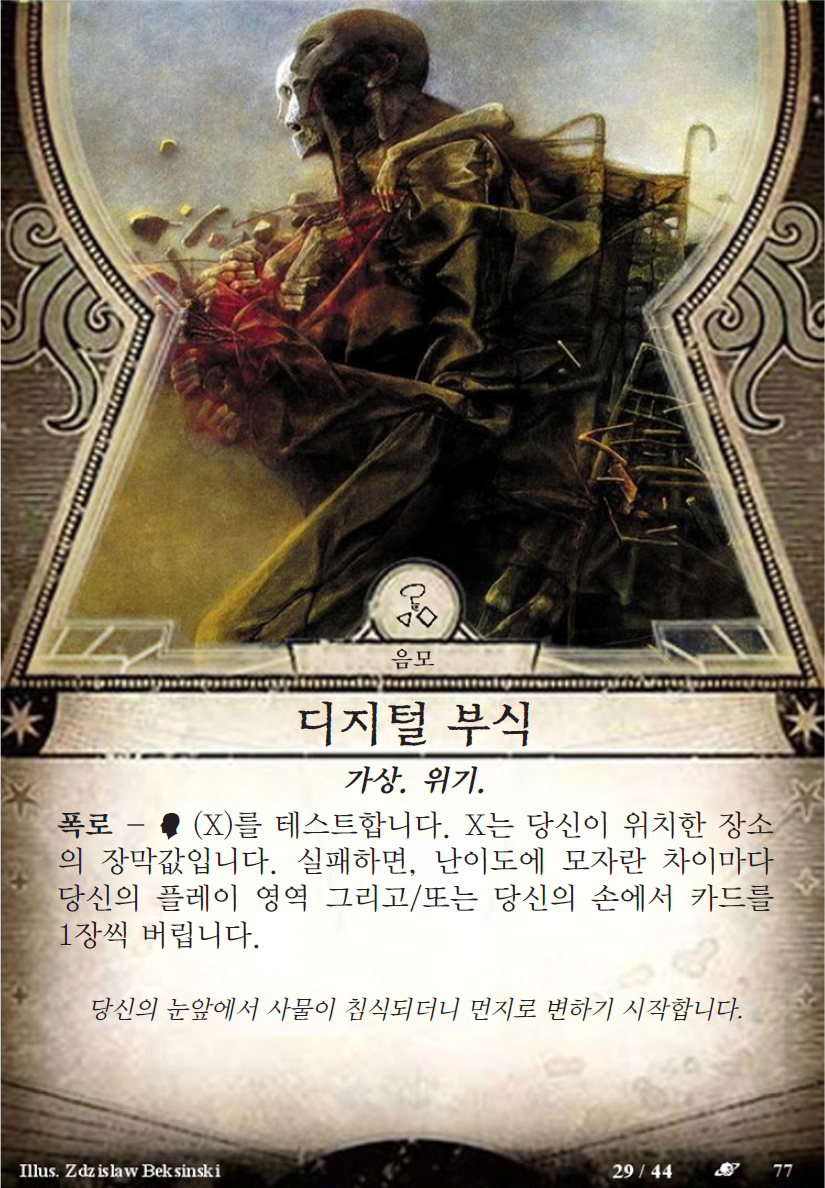 음모
디지털 부식
가상. 위기.
폭로 – (X)를 테스트합니다. X는 당신이 위치한 장소
의 장막값입니다. 실패하면, 난이도에 모자란 차이마다
당신의 플레이 영역 그리고/또는 당신의 손에서 카드를
1장씩 버립니다.
당신의 눈앞에서 사물이 침식되더니 먼지로 변하기 시작합니다.
Illus. Zdzislaw Beksinski 29 / 44 77